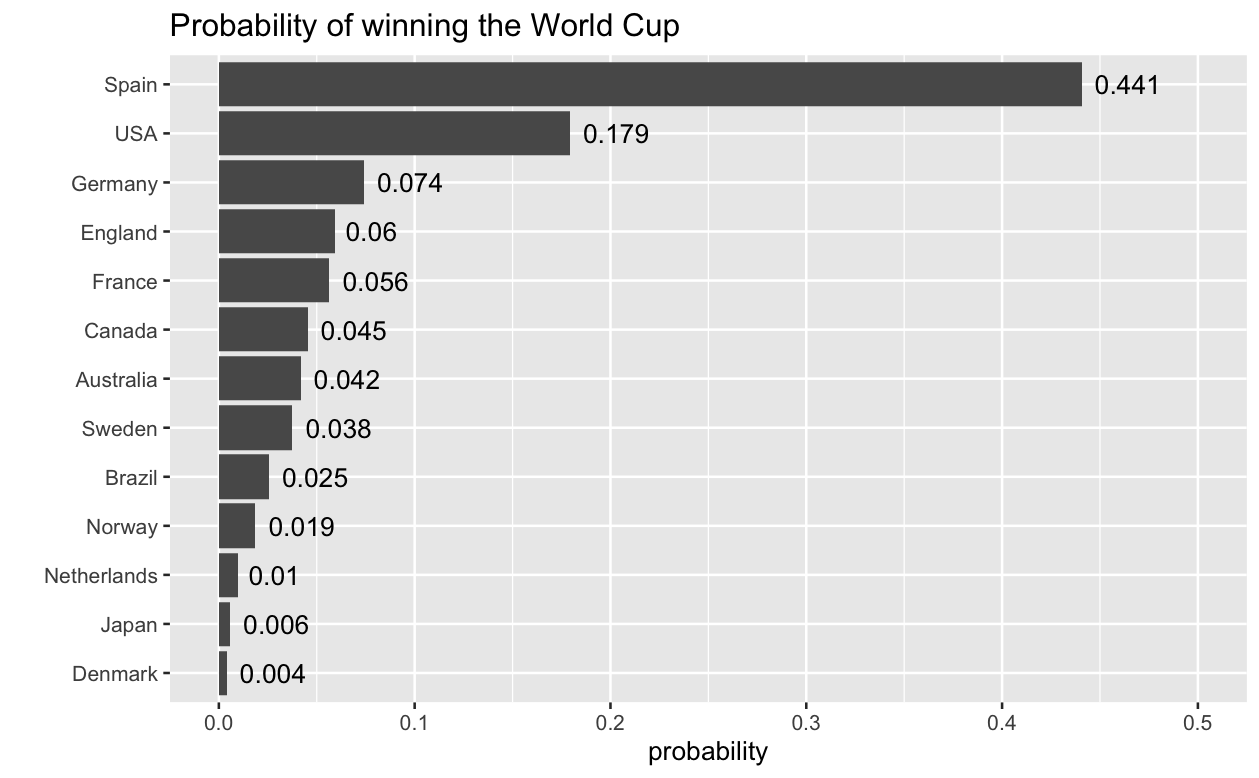 Probability of winning the World Cup
Spain 0.441
USA 0.179
Germany 0.074
England 0.06
France 0.056
Canada 0.045
Australia 0.042
Sweden 0.038
Brazil 0.025
Norway 0.019
Netherlands 0.01
Japan 0.006
Denmark 0.004
0.0 0.1 0.2 0.3 0.4 0.5
probability